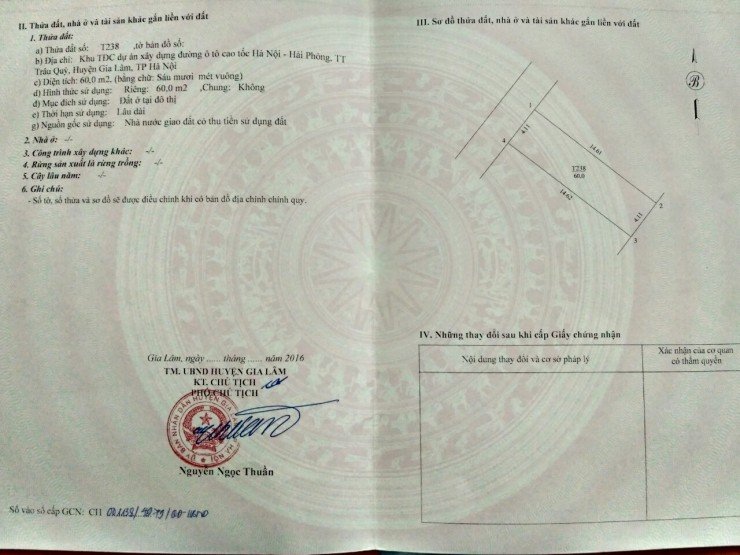 II. Thửa đất, nhà ở và tài sản khác gắn liền với đất
1. Thửa đất:
a) Thửa đất số: T238 ,tờ bản đồ số:
b) Địa chỉ: Khu TĐC dự án xây dựng đường ô tô cao tốc Hà Nội - Hải Phòng, TT
Trâu Quỳ, Huyện Gia Lâm, TP Hà Nội
c) Diện tích: 60,0 m2, (bằng chữ: Sáu mươi mét vuông)
d) Hình thức sử dụng: Riêng: 60,0 m2 ,Chung: Không
đ) Mục đích sử dụng: Đất ở tại đô thị
e) Thời hạn sử dụng: Lâu dài
g) Nguồn gốc sử dụng: Nhà nước giao đất có thu tiền sử dụng đất
2. Nhà ở: -/-
3. Công trình xây dựng khác: -/-
4. Rừng sản xuất là rừng trồng: -/-
5. Cây lâu năm: -/-
6. Ghi chú:
- Số tờ, số thửa và sơ đồ sẽ được điều chỉnh khi có bản đồ địa chính chính quy.
Gia Lâm, ngày ...... tháng ...... năm 2016
TM. UBND HUYỆN GIA LÂM
KT. CHỦ TỊCH
PHÓ CHỦ TỊCH
ỦY BAN NHÂN DÂN HUYỆN GIA
HÀ NỘI
Nguyễn Ngọc Thuần
Số vào sổ cấp GCN: CH
III. Sơ đồ thửa đất, nhà ở và tài sản khác gắn liền với đất
B
1
4.11
4
14.61
T238
60.0
14.62
2
4.11
3
IV. Những thay đổi sau khi cấp Giấy chứng nhận
Nội dung thay đổi và cơ sở pháp lý
Xác nhận của cơ quan
có thẩm quyền